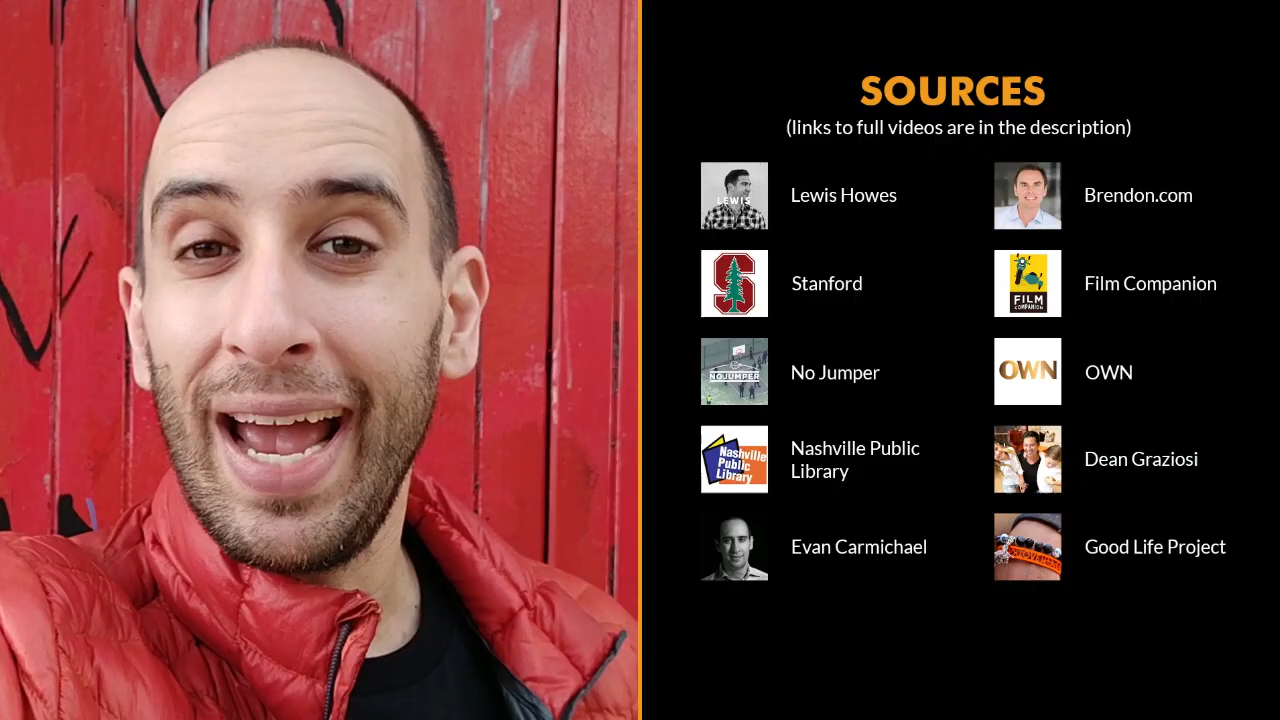 SOURCES
(links to full videos are in the description)
LEWIS
Lewis Howes
Brendon.com
Stanford
FILM
COMPANION
Film Companion
NOJUMPER
No Jumper
OWN
OWN
Nashville
Public
Library
Nashville Public
Library
Dean Graziosi
Evan Carmichael
Good Life Project